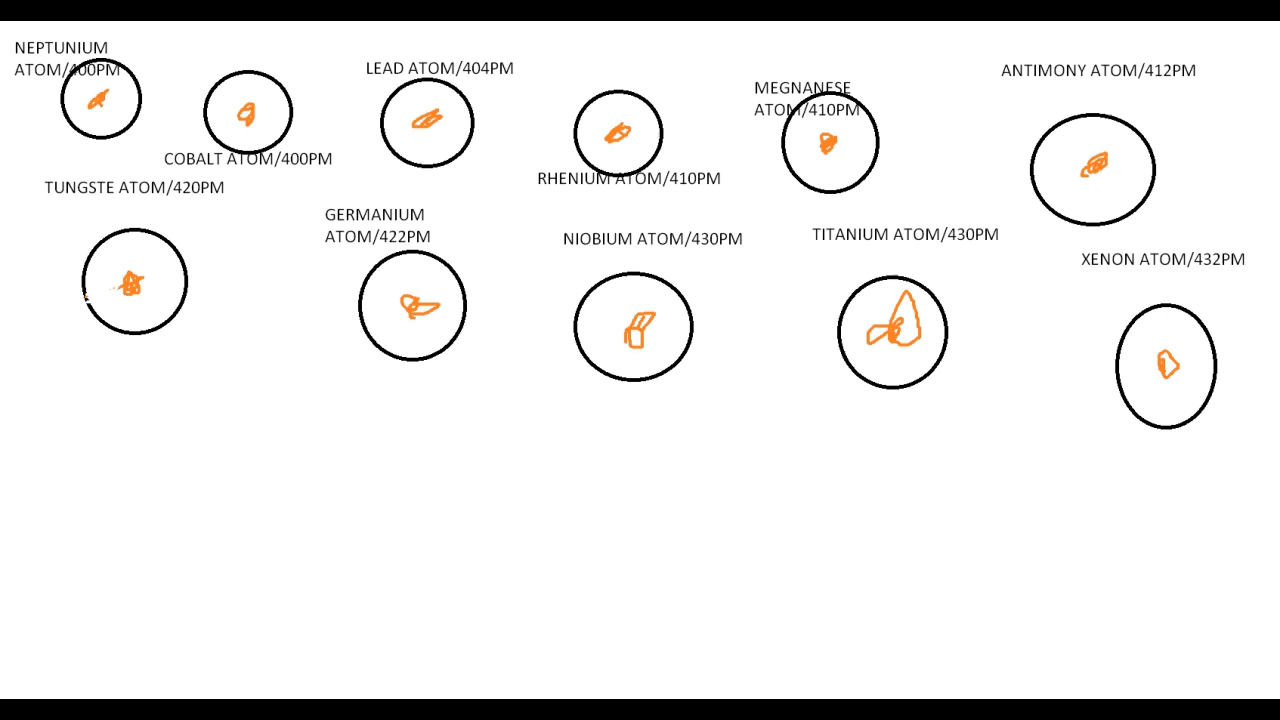 NEPTUNIUM
ATOM/400PM
COBALT ATOM/400PM
LEAD ATOM/404PM
RHENIUM ATOM/410PM
MEGNANESE
ATOM/410PM
ANTIMONY ATOM/412PM
TUNGSTE ATOM/420PM
GERMANIUM
ATOM/422PM
NIOBIUM ATOM/430PM
TITANIUM ATOM/430PM
XENON ATOM/432PM